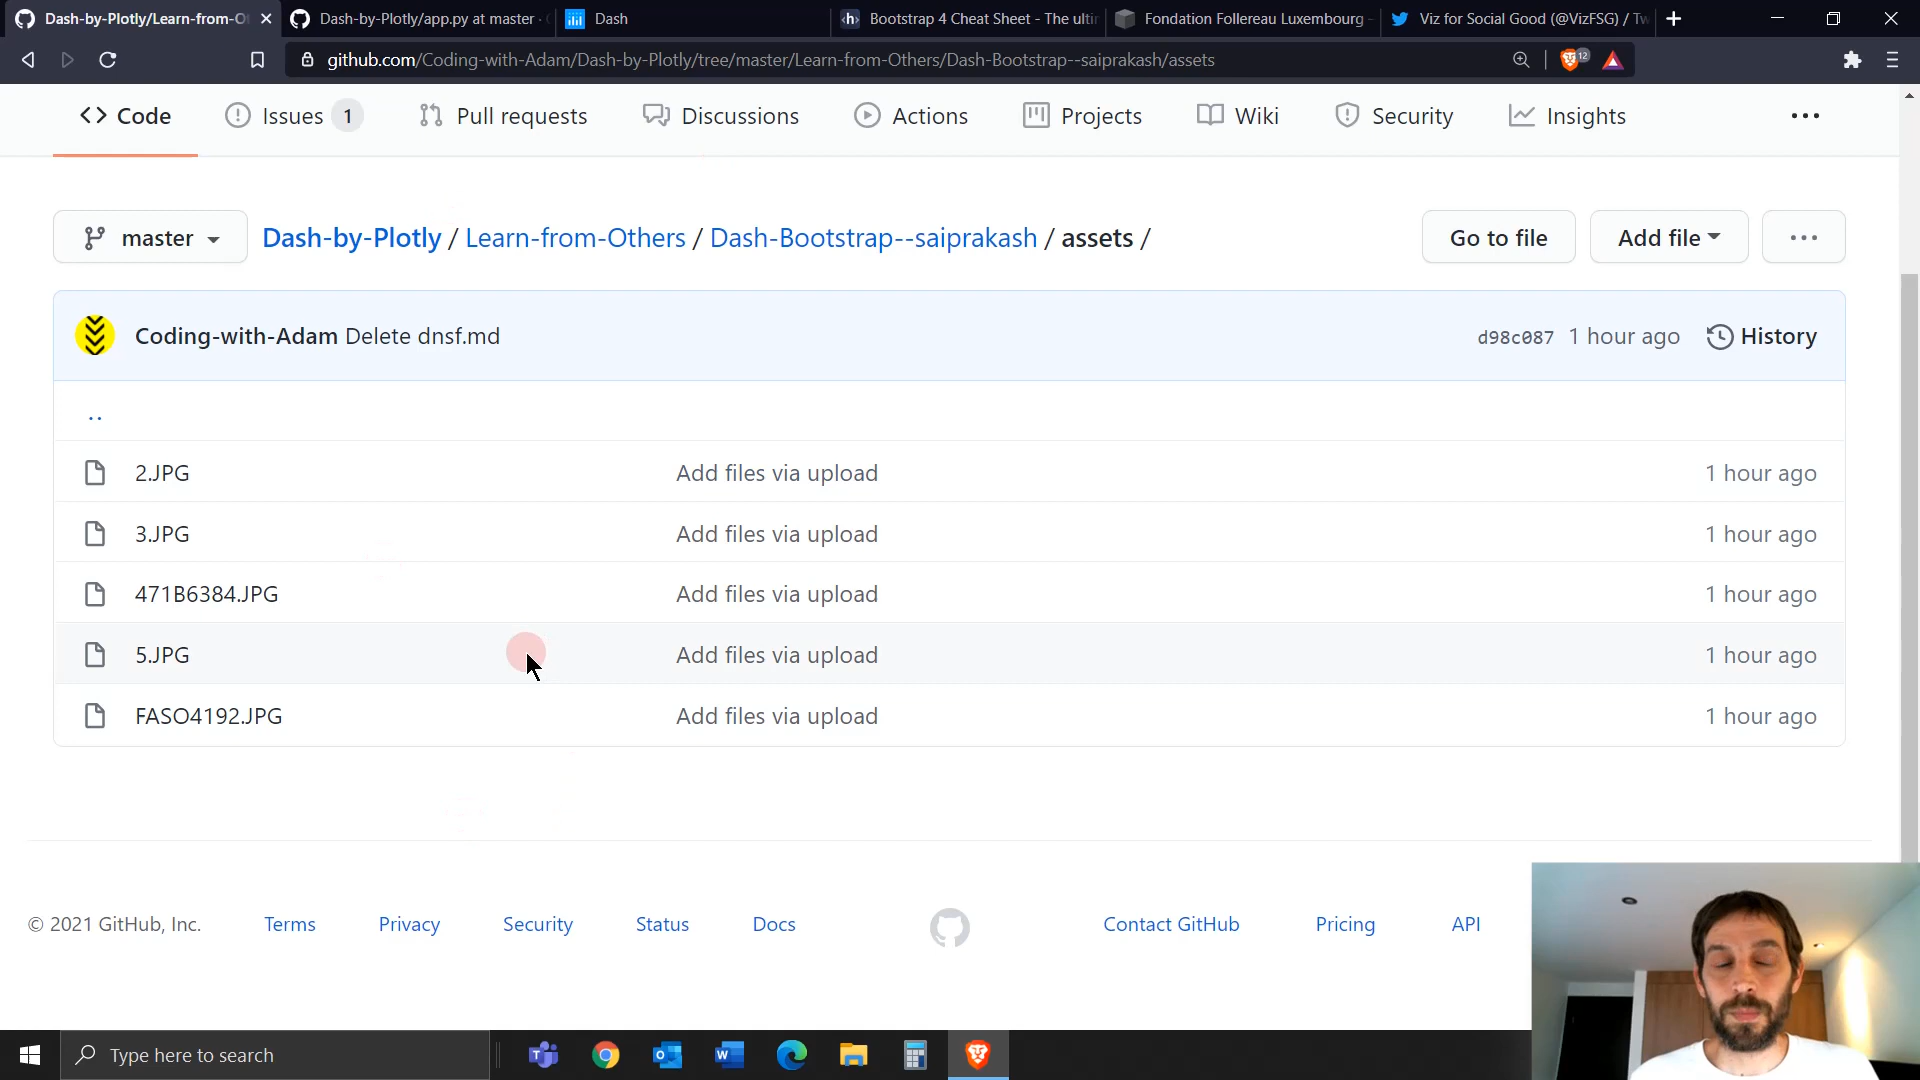 Dash-by-Plotly/Learn-from-O
Dash-by-Plotly/app.py at master ·
Dash
Bootstrap 4 Cheat Sheet - The ulti
Fondation Follereau Luxembourg -
Viz for Social Good (@VizFSG) / Tw
github.com/Coding-with-Adam/Dash-by-Plotly/tree/master/Learn-from-Others/Dash-Bootstrap--saiprakash/assets
12
Code
Issues 1
Pull requests
Discussions
Actions
Projects
Wiki
Security
Insights
master
Dash-by-Plotly / Learn-from-Others / Dash-Bootstrap--saiprakash / assets /
Go to file
Add file
Coding-with-Adam Delete dnsf.md
d98c087 1 hour ago
History
..
2.JPG Add files via upload 1 hour ago
3.JPG Add files via upload 1 hour ago
471B6384.JPG Add files via upload 1 hour ago
5.JPG Add files via upload 1 hour ago
FASO4192.JPG Add files via upload 1 hour ago
© 2021 GitHub, Inc.
Terms
Privacy
Security
Status
Docs
Contact GitHub
Pricing
API
Type here to search